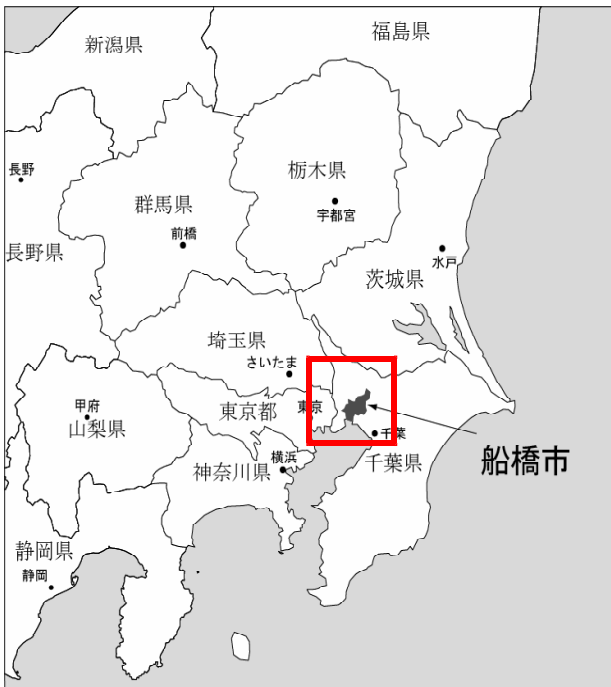 新潟県
福島県
長野
栃木県
宇都宮
群馬県
前橋
長野県
水戸
茨城県
埼玉県
さいたま
東京都
東京
甲府
山梨県
千葉
船橋市
千葉県
横浜
神奈川県
静岡県
静岡